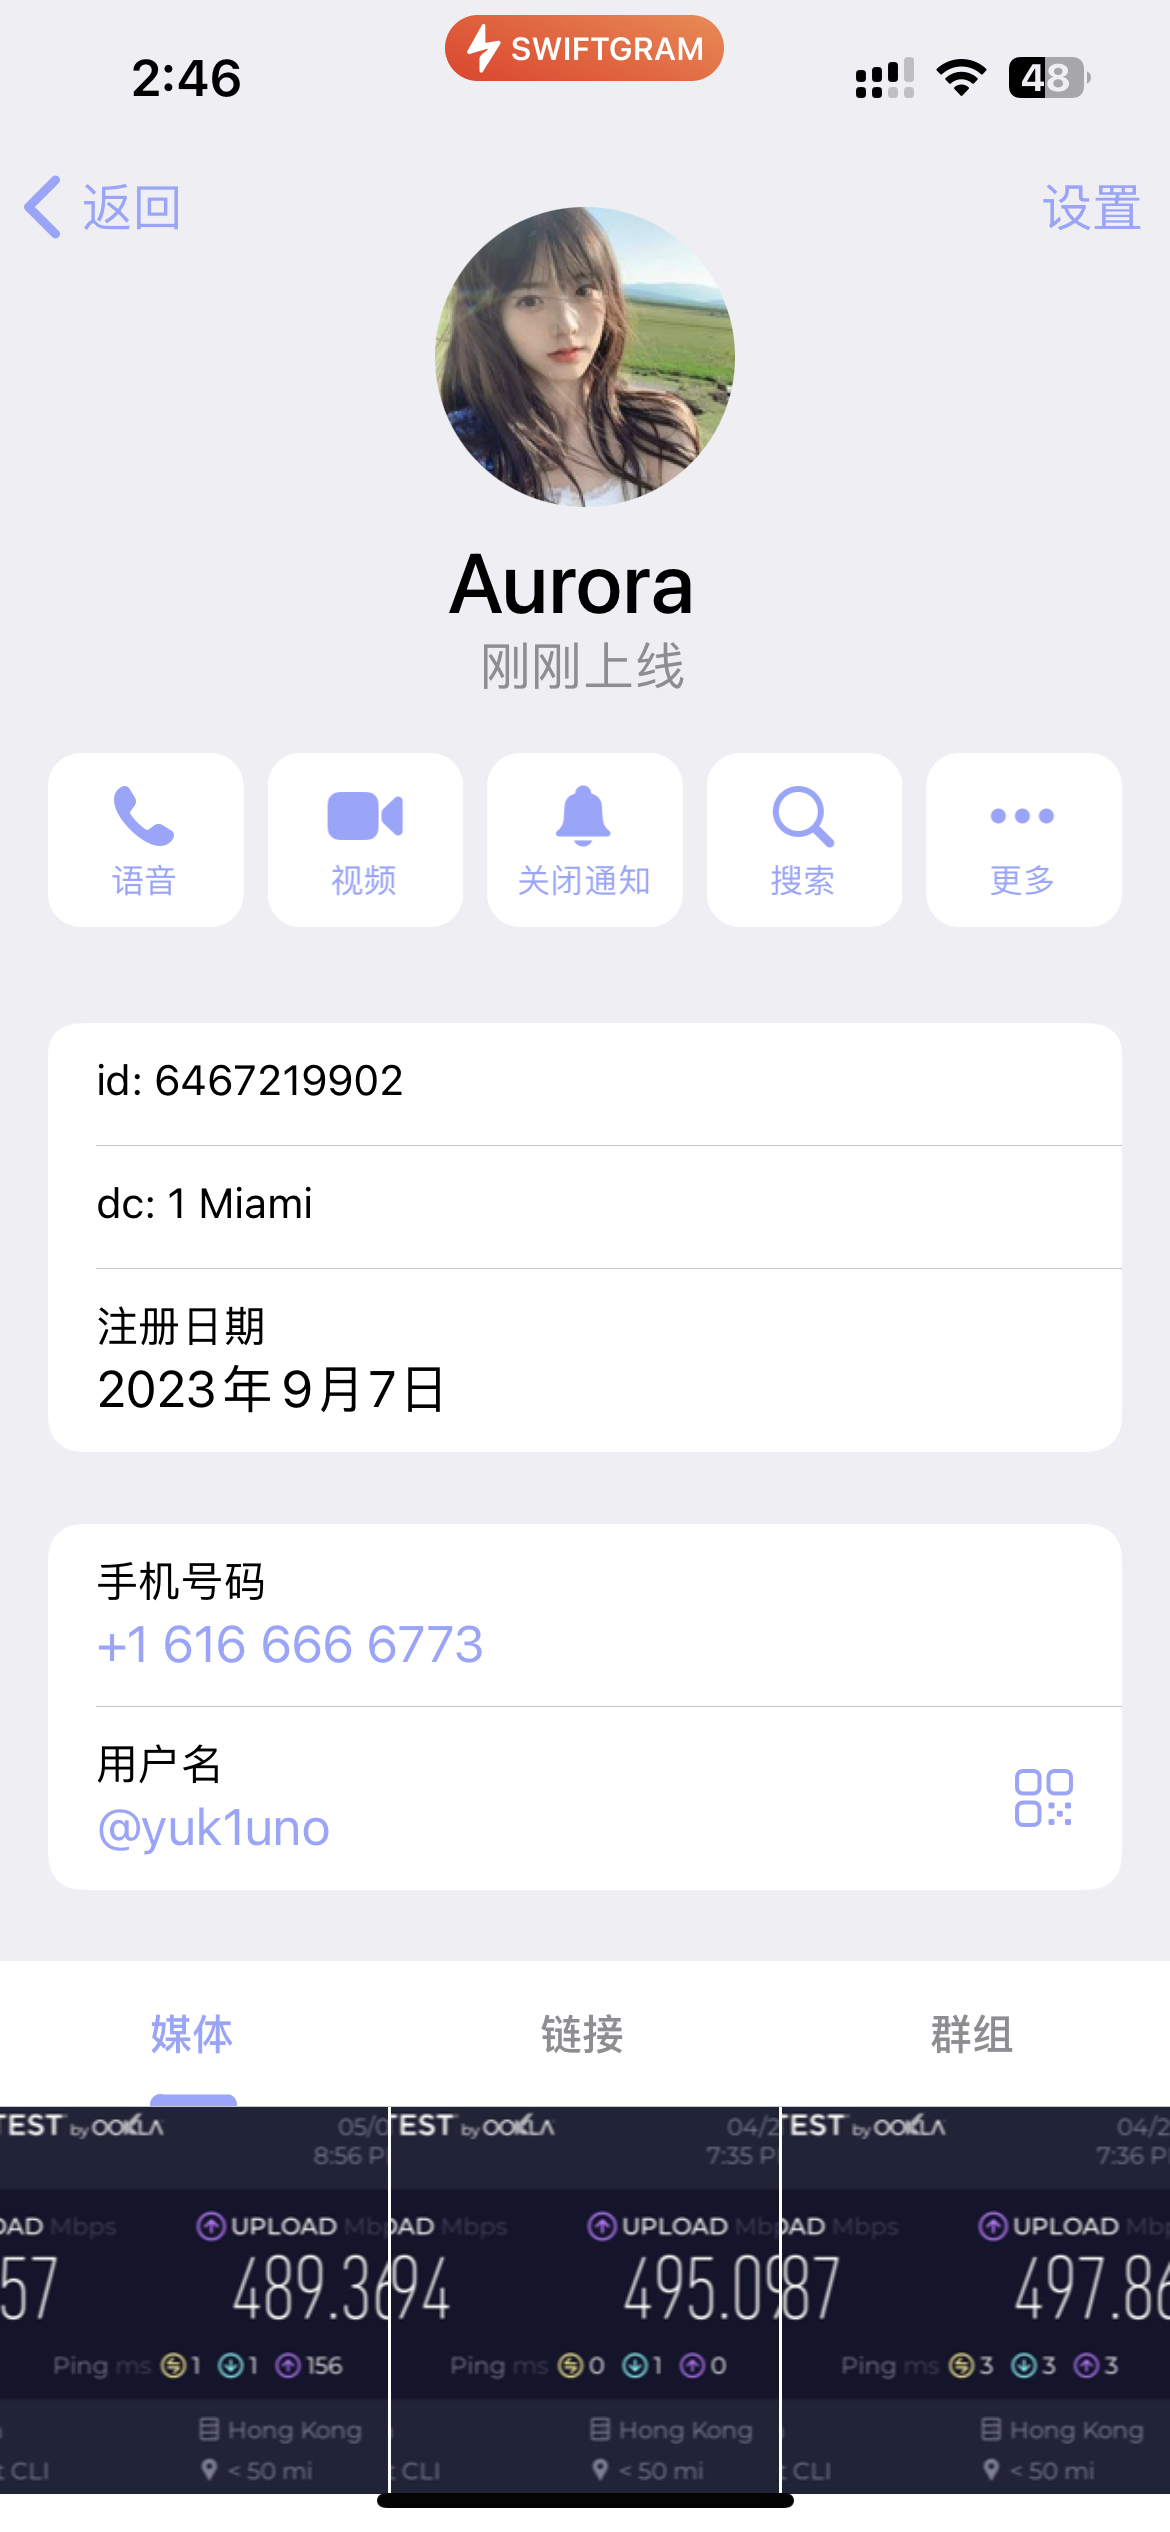 2:46
SWIFTGRAM
48
返回
设置
Aurora
刚刚上线
语音
视频
关闭通知
搜索
更多
id: 6467219902
dc: 1 Miami
注册日期
2023年9月7日
手机号码
+1 616 666 6773
用户名
@yuk1uno
媒体
链接
群组
TEST by OOKLA
05/0
8:56 P
OAD Mbps
UPLOAD Mbp
57
489.36
Ping ms 1 1 156
Hong Kong
t CLI
< 50 mi
TEST by OOKLA
04/2
7:35 P
OAD Mbps
UPLOAD Mbp
94
495.09
Ping ms 0 1 0
Hong Kong
t CLI
< 50 mi
TEST by OOKLA
04/2
7:36 P
OAD Mbps
UPLOAD Mb
87
497.86
Ping ms 3 3 3
Hong Kong
t CLI
< 50 mi